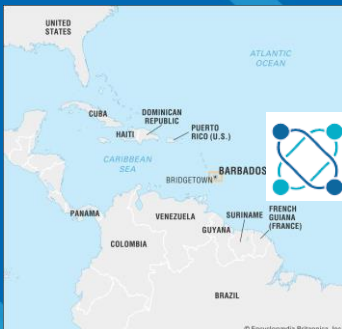 UNITED
STATES
ATLANTIC
OCEAN
CUBA
DOMINICAN
REPUBLIC
HAITI
PUERTO
RICO (U.S.)
CARIBBEAN
SEA
BARBADOS
BRIDGETOWN
PANAMA
VENEZUELA
SURINAME
FRENCH
GUIANA
(FRANCE)
GUYANA
COLOMBIA
BRAZIL
© Encyclopædia Britannica, Inc.